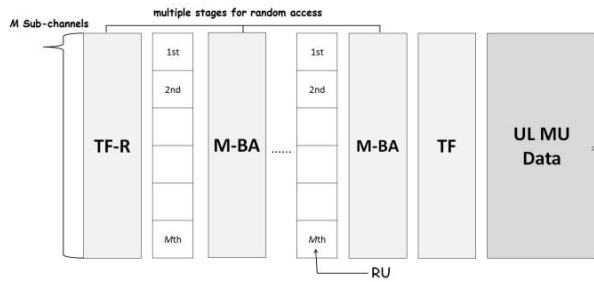 multiple stages for random access
M Sub-channels
1st
2nd
Mth
TF-R
M-BA
......
1st
2nd
Mth
M-BA
TF
UL MU
Data
RU